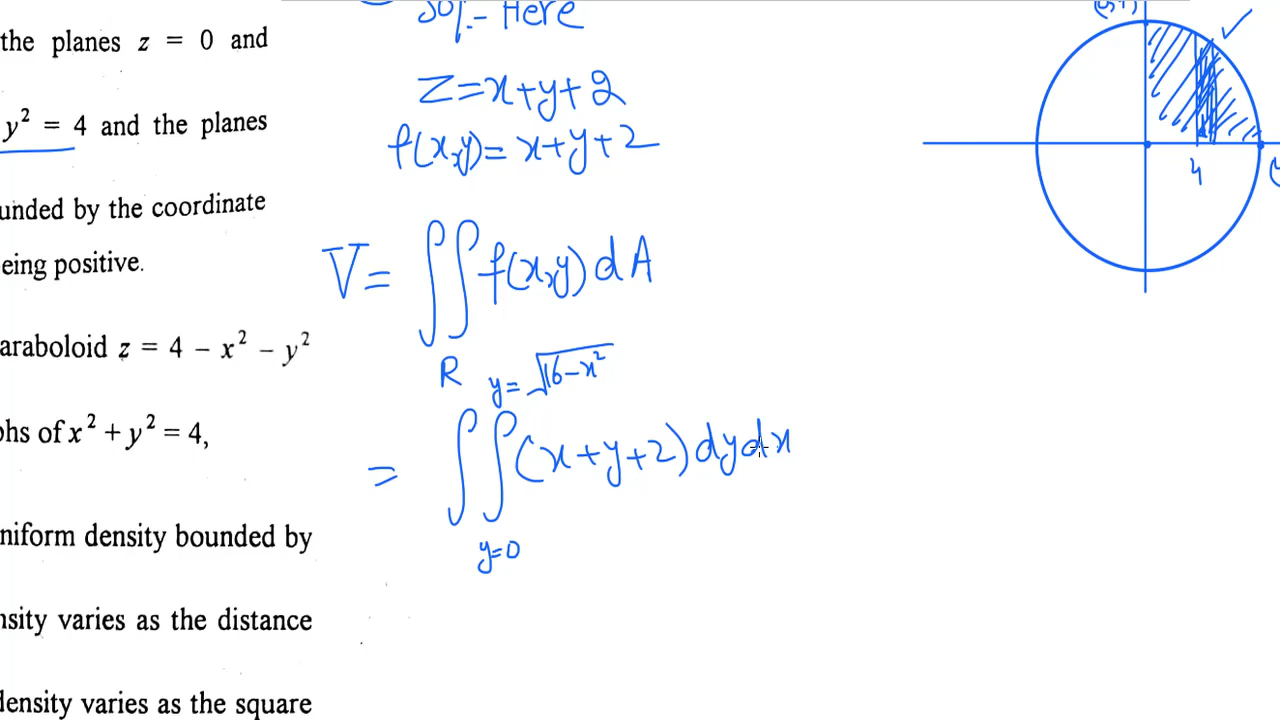 the planes z = 0 and
y² = 4 and the planes
unded by the coordinate
eing positive.
araboloid z = 4 − x² − y²
ohs of x² + y² = 4,
niform density bounded by
nsity varies as the distance
density varies as the square
Soln.- Here
Z=x+y+2
f(x,y)= x+y+2
V= ∫∫ f(x,y) dA
R
y= √16−x²
= ∫∫ (x+y+2) dy dx
y=0
4